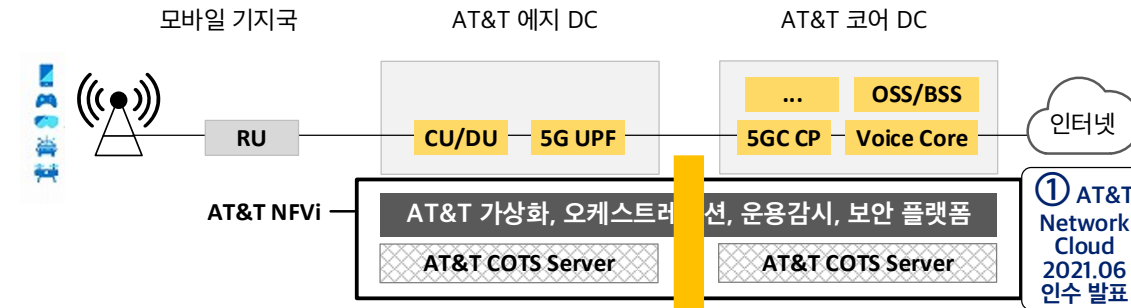 모바일 기지국
AT&T 에지 DC
AT&T 코어 DC
...
OSS/BSS
RU
CU/DU
5G UPF
5GC CP
Voice Core
인터넷
AT&T NFVi
AT&T 가상화, 오케스트레 션, 운용감시, 보안 플랫폼
AT&T COTS Server
AT&T COTS Server
① AT&T
Network
Cloud
2021.06
인수 발표